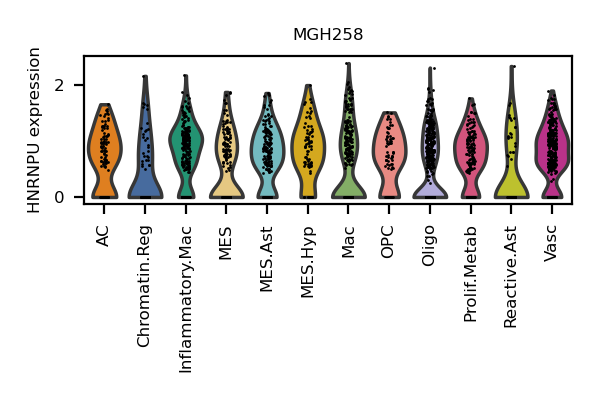 MGH258
HNRNPU expression
2
0
AC
Chromatin.Reg
Inflammatory.Mac
MES
MES.Ast
MES.Hyp
Mac
OPC
Oligo
Prolif.Metab
Reactive.Ast
Vasc